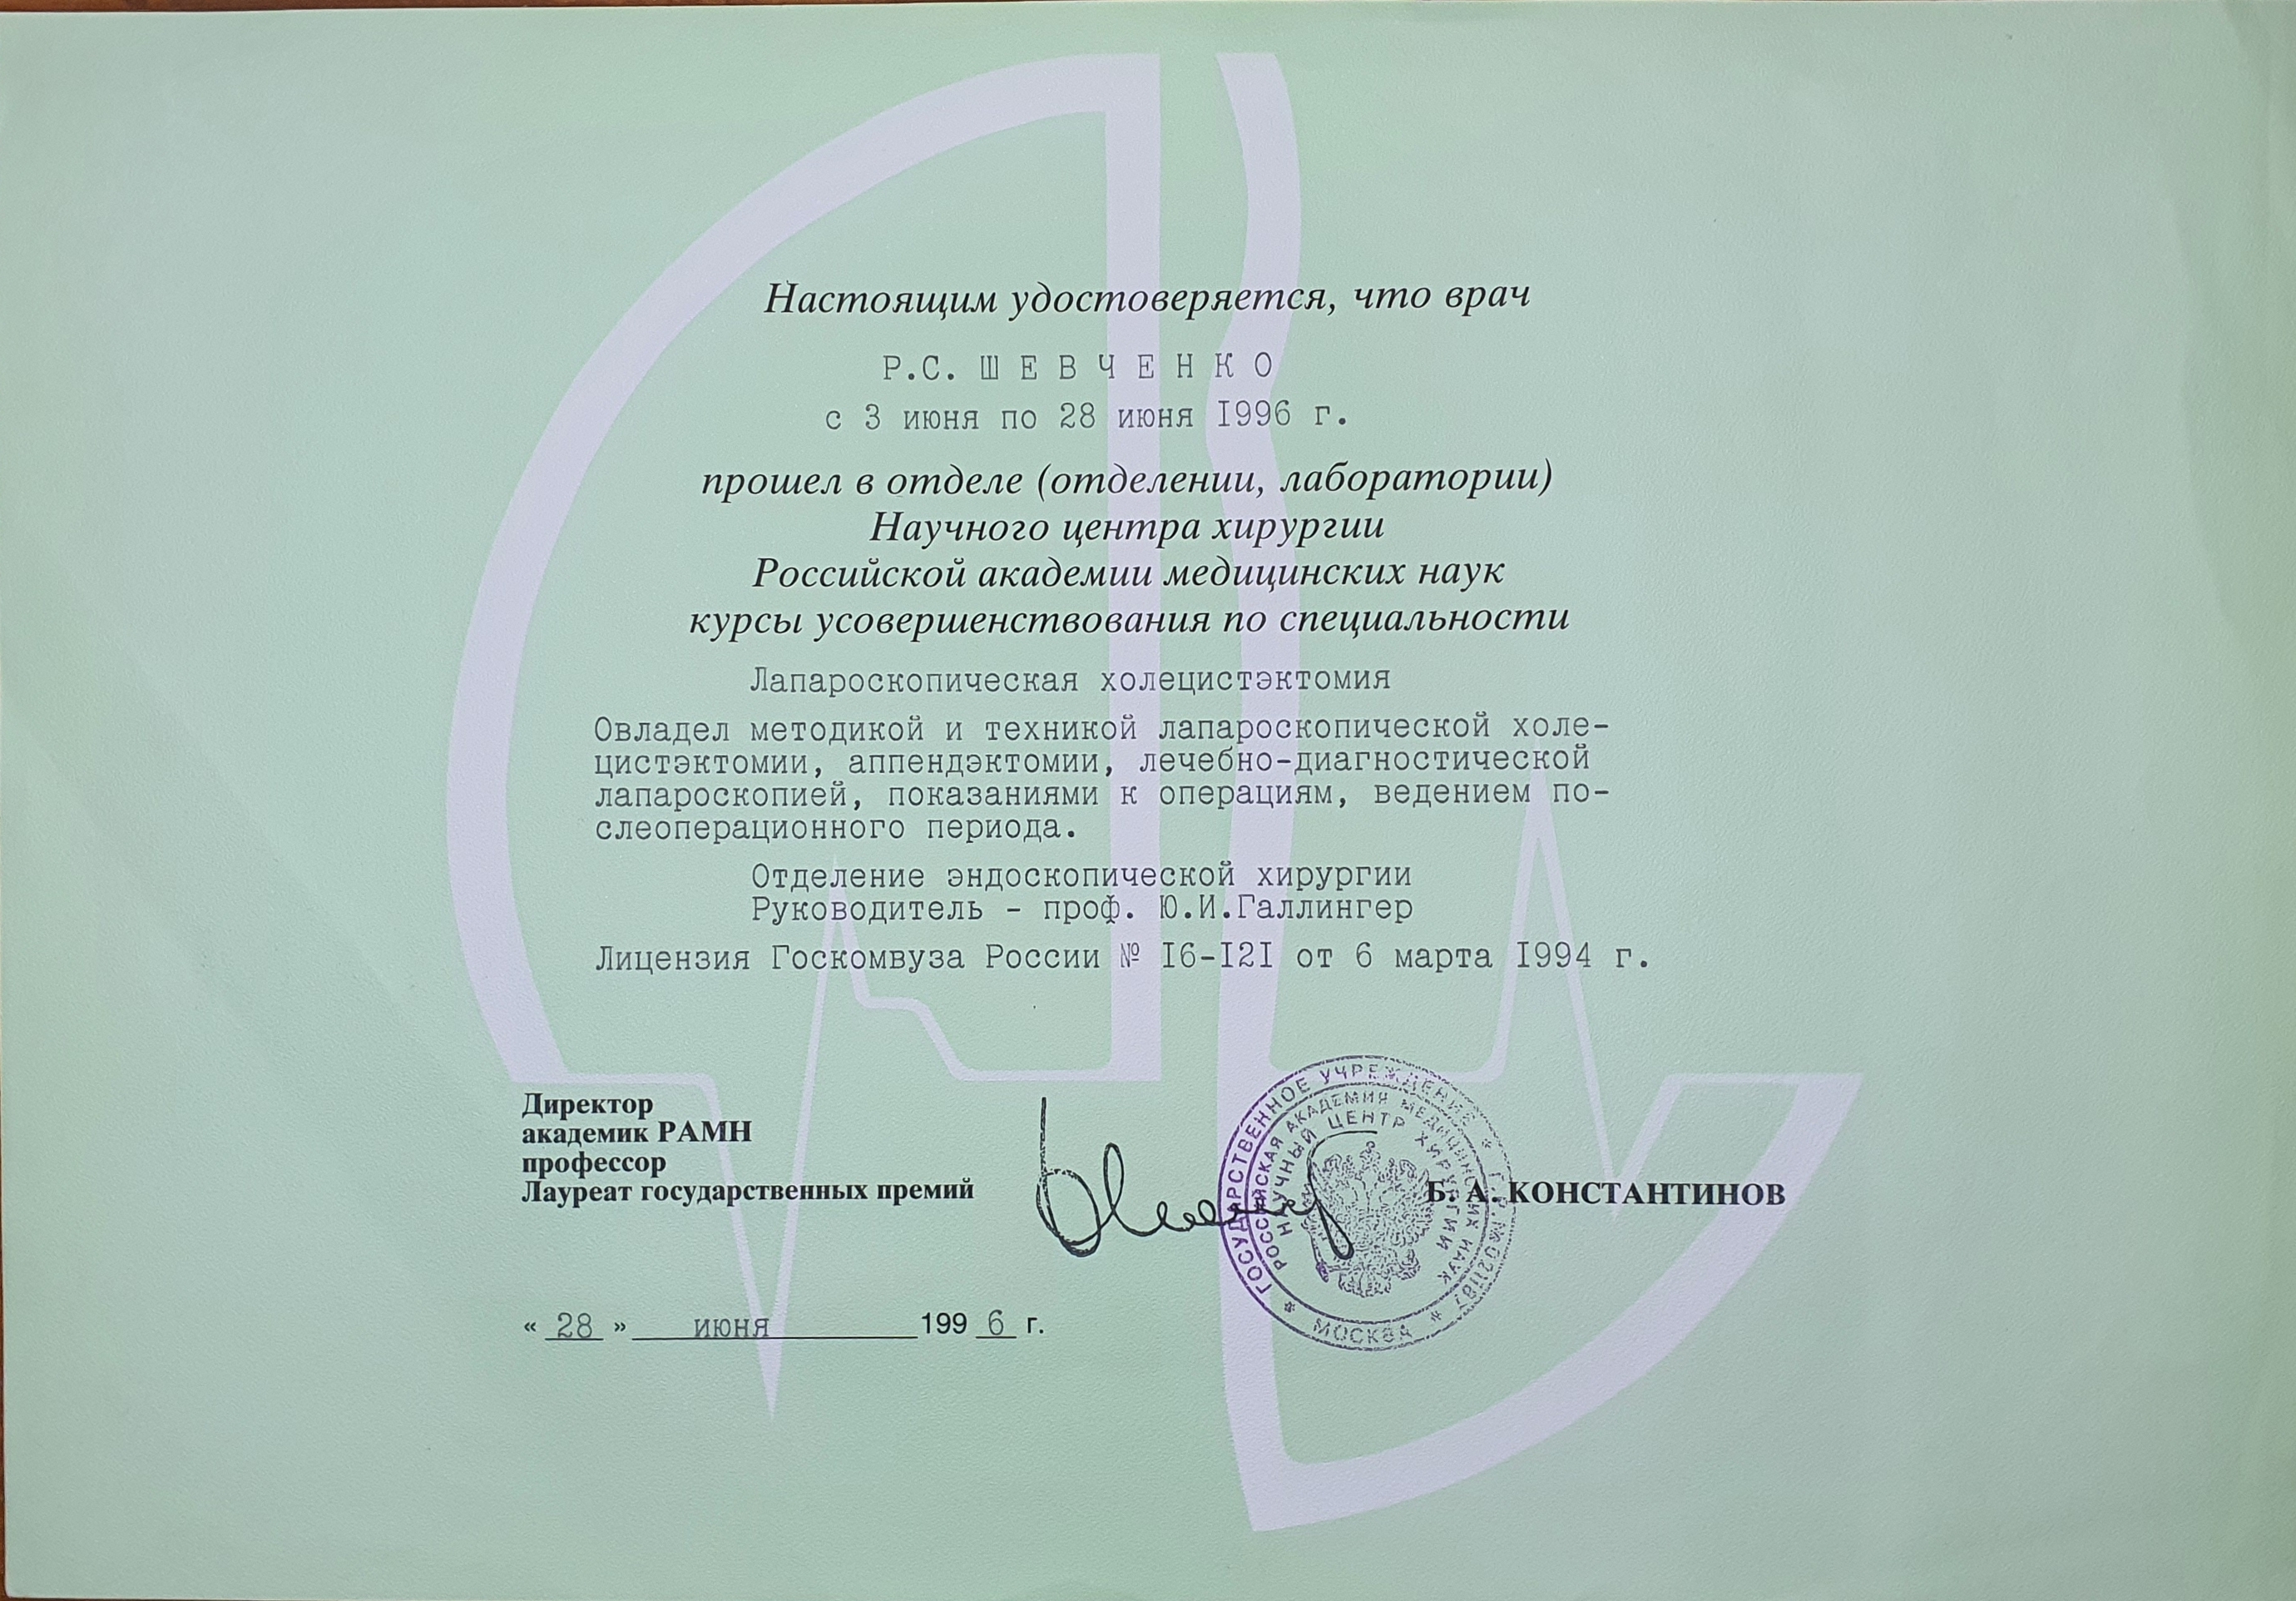 Настоящим удостоверяется, что врач
Р.С. Ш Е В Ч Е Н К О
с 3 июня по 28 июня I996 г.
прошел в отделе (отделении, лаборатории)
Научного центра хирургии
Российской академии медицинских наук
курсы усовершенствования по специальности
Лапароскопическая холецистэктомия
Овладел методикой и техникой лапароскопической холе-
цистэктомии, аппендэктомии, лечебно-диагностической
лапароскопией, показаниями к операциям, ведением по-
слеоперационного периода.
Отделение эндоскопической хирургии
Руководитель - проф. Ю.И.Галлингер
Лицензия Госкомвуза России № I6-I2I от 6 марта I994 г.
Директор
академик РАМН
профессор
Лауреат государственных премий
Б. А. КОНСТАНТИНОВ
ГОСУДАРСТВЕННОЕ УЧРЕЖДЕНИЕ
РОССИЙСКАЯ АКАДЕМИЯ МЕДИЦИНСКИХ НАУК
НАУЧНЫЙ ЦЕНТР ХИРУРГИИ
МОСКВА
« 28 » июня 199 6 г.